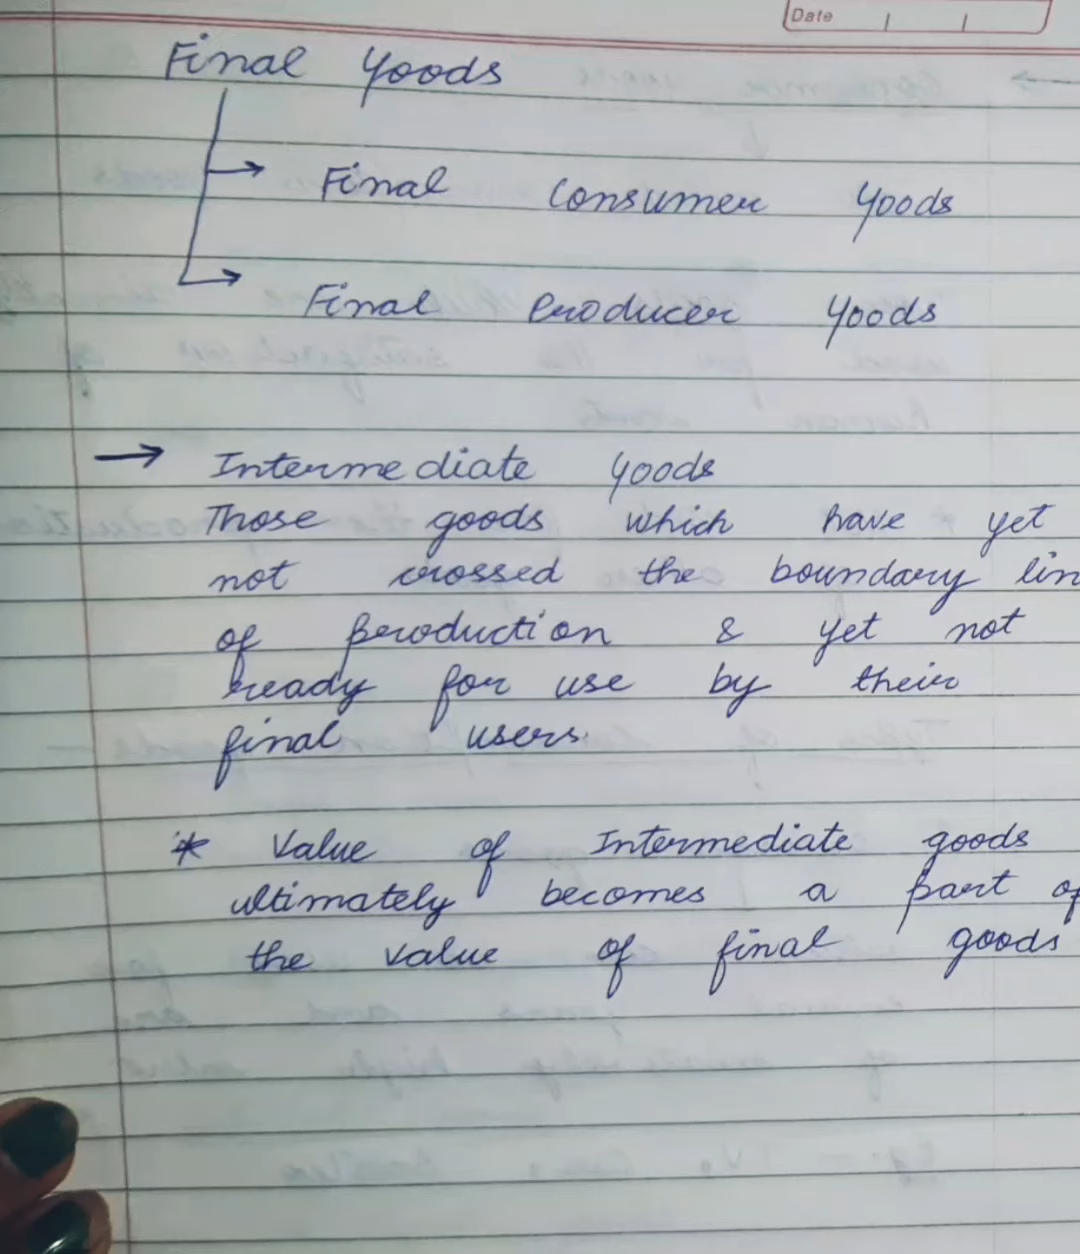 Date
Final Goods
→ Final Consumer Goods
→ Final Producer Goods
→ Intermediate Goods
Those goods which have yet
not crossed the boundary lin
of production & yet not
ready for use by their
final users.
* Value of Intermediate goods
ultimately becomes a part of
the value of final goods